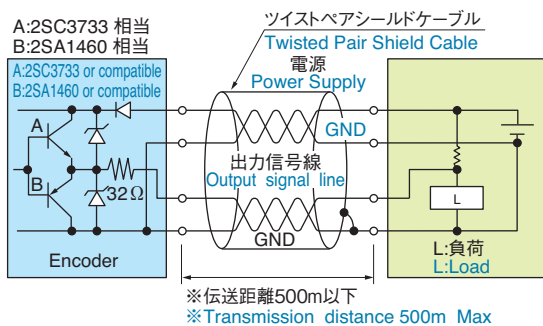 A:2SC3733 相当
B:2SA1460 相当
ツイストペアシールドケーブル
Twisted Pair Shield Cable
A:2SC3733 or compatible
B:2SA1460 or compatible
電源
Power Supply
A
GND
B
32Ω
出力信号線
Output signal line
L
GND
Encoder
L:負荷
L:Load
※伝送距離500m以下
※Transmission distance 500m Max